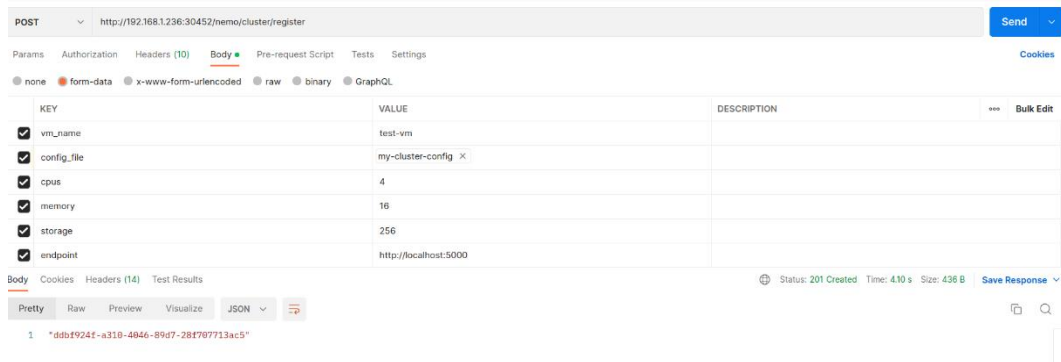 POST http://192.168.1.236:30452/nemo/cluster/register Send
Params Authorization Headers (10) Body Pre-request Script Tests Settings Cookies
none form-data x-www-form-urlencoded raw binary GraphQL
KEY VALUE DESCRIPTION Bulk Edit
vm_name test-vm
config_file my-cluster-config
cpus 4
memory 16
storage 256
endpoint http://localhost:5000
Body Cookies Headers (14) Test Results Status: 201 Created Time: 4.10 s Size: 436 B Save Response
Pretty Raw Preview Visualize JSON
1 "ddbf924f-a310-4046-89d7-28f707713ac5"